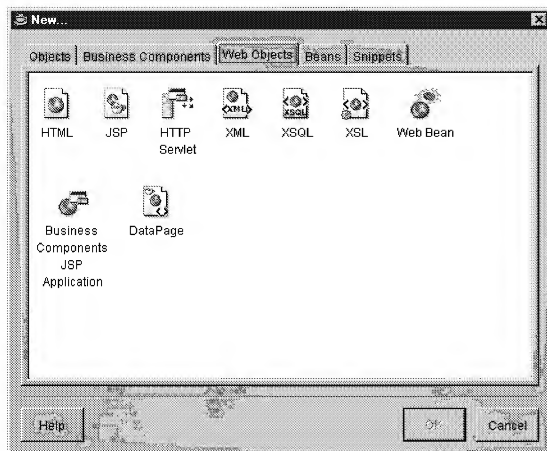 New...
Objects Business Components Web Objects Beans Snippets
HTML JSP HTTP Servlet XML XSQL XSL Web Bean
<XML>
<O>
XSQL
<O>
Business Components JSP Application DataPage
<>
Help OK Cancel